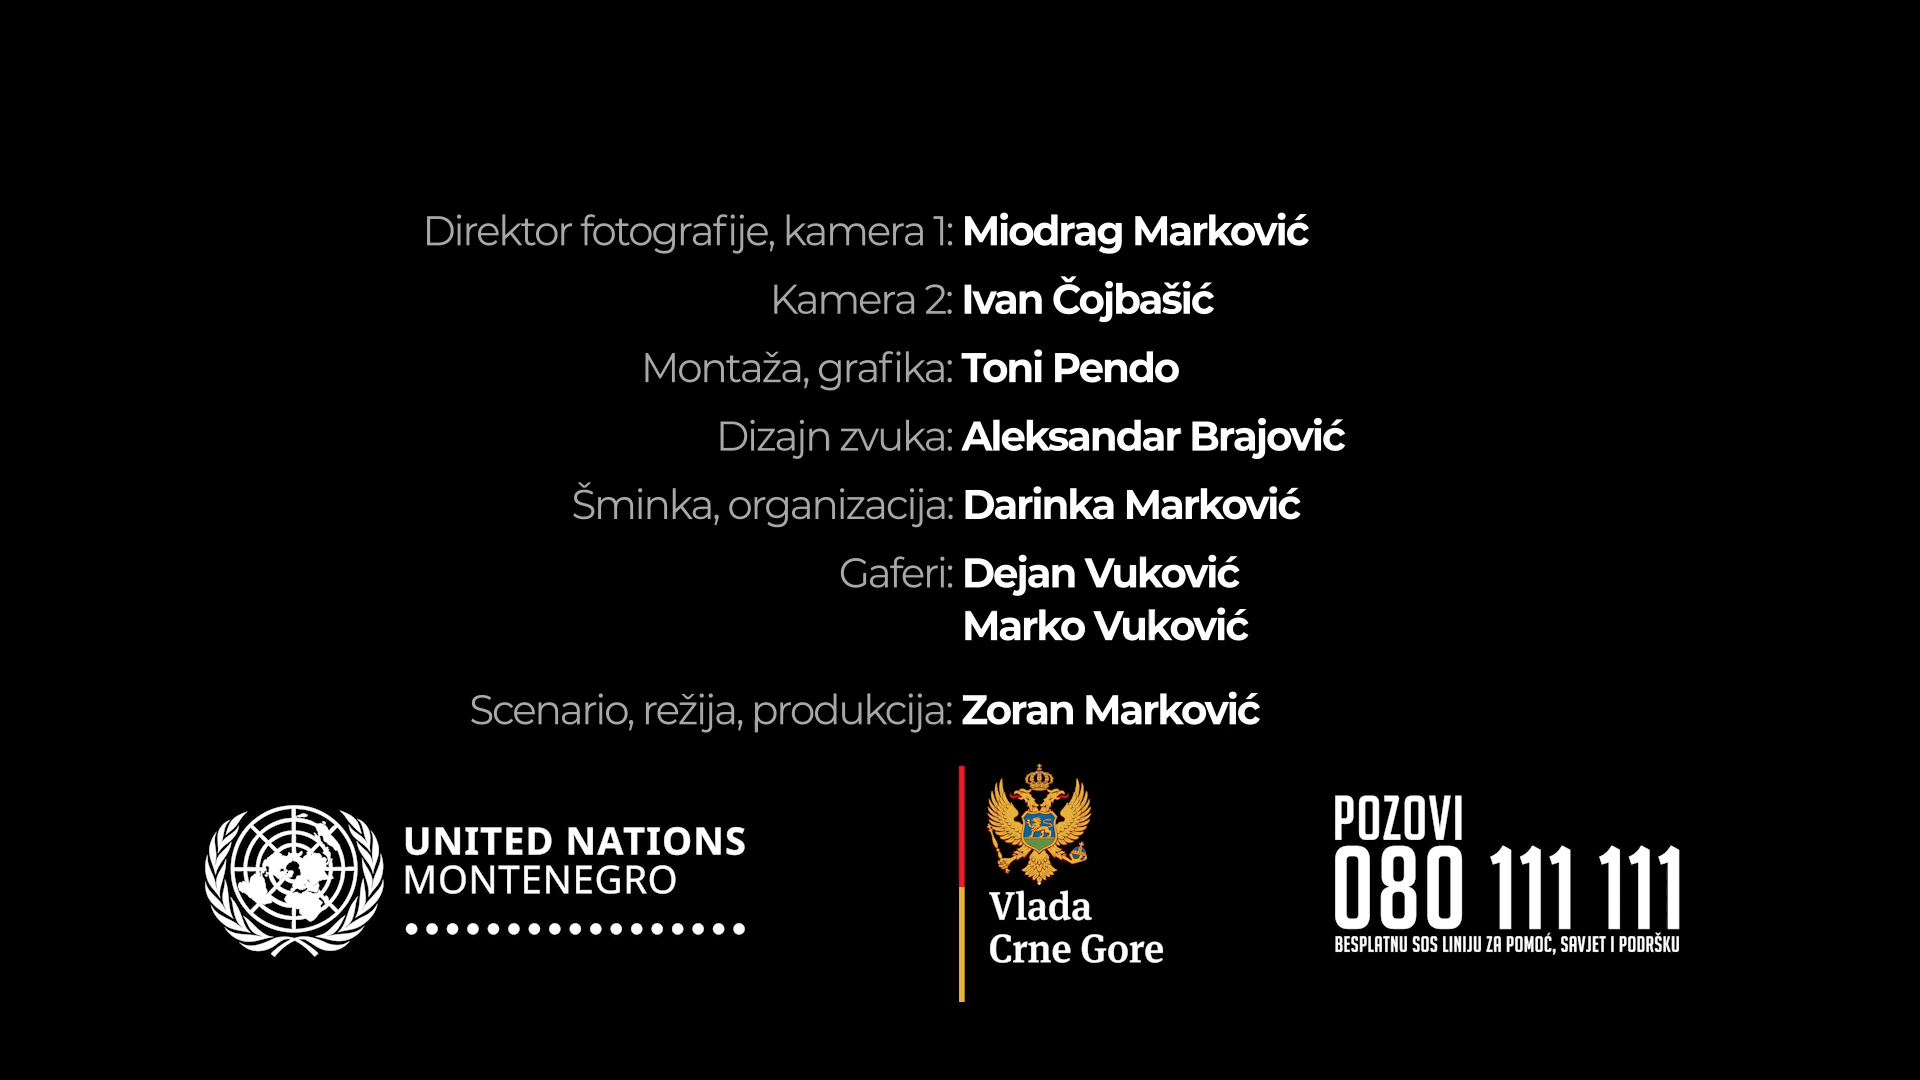 Direktor fotografije, kamera 1: Miodrag Marković
Kamera 2: Ivan Čojbašić
Montaža, grafika: Toni Pendo
Dizajn zvuka: Aleksandar Brajović
Šminka, organizacija: Darinka Marković
Gaferi: Dejan Vuković
Marko Vuković
Scenario, režija, produkcija: Zoran Marković
UNITED NATIONS
MONTENEGRO
Vlada
Crne Gore
POZOVI
080 111 111
BESPLATNU SOS LINIJU ZA POMOĆ, SAVJET I PODRŠKU